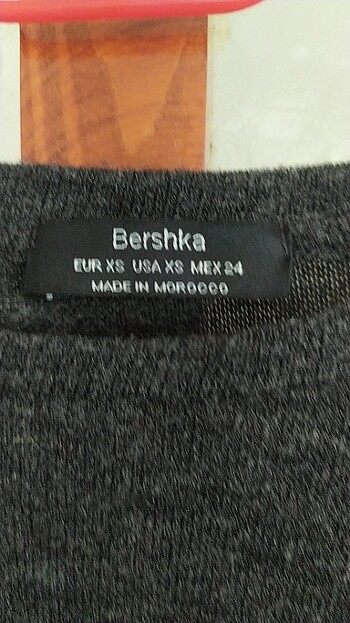 Bershka
EUR XS USA XS MEX 24
MADE IN MOROCCO